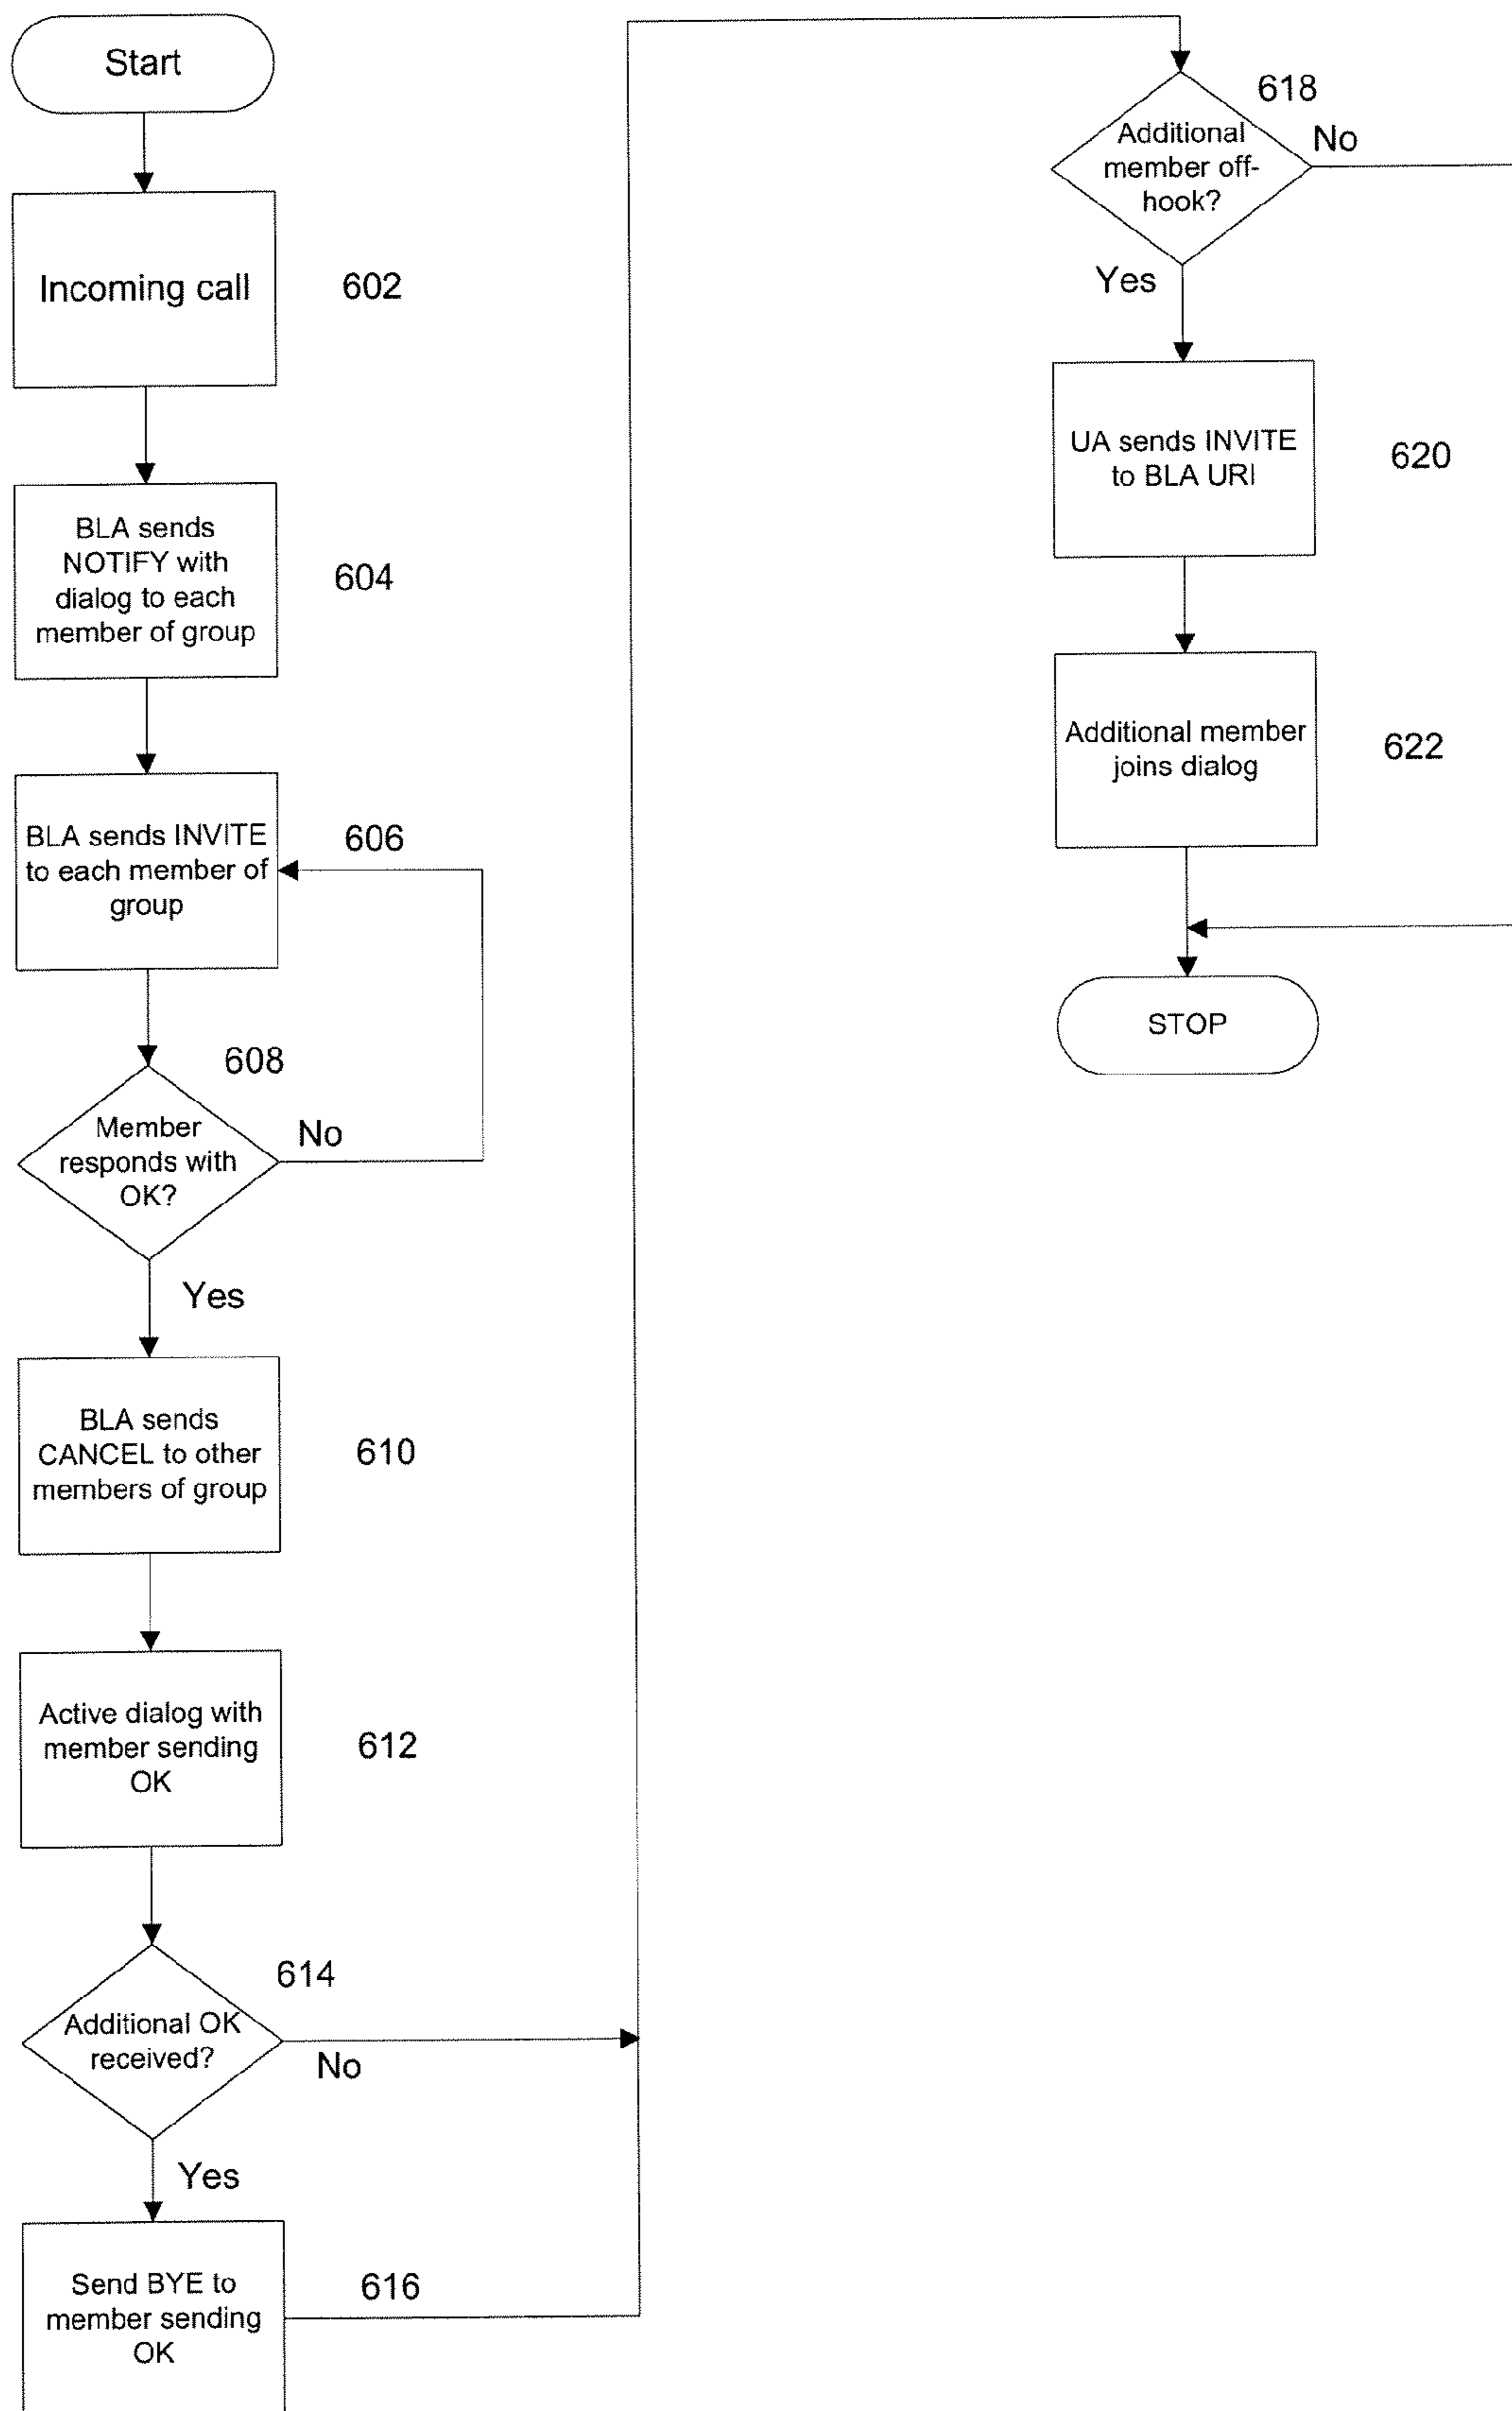 Start
Incoming call
602
BLA sends
NOTIFY with
dialog to each
member of group
604
BLA sends INVITE
to each member of
group
606
608
Member
responds with
OK?
No
Yes
BLA sends
CANCEL to other
members of group
610
Active dialog with
member sending
OK
612
614
Additional OK
received?
No
Yes
Send BYE to
member sending
OK
616
618
Additional
member off-
hook?
No
Yes
UA sends INVITE
to BLA URI
620
Additional member
joins dialog
622
STOP